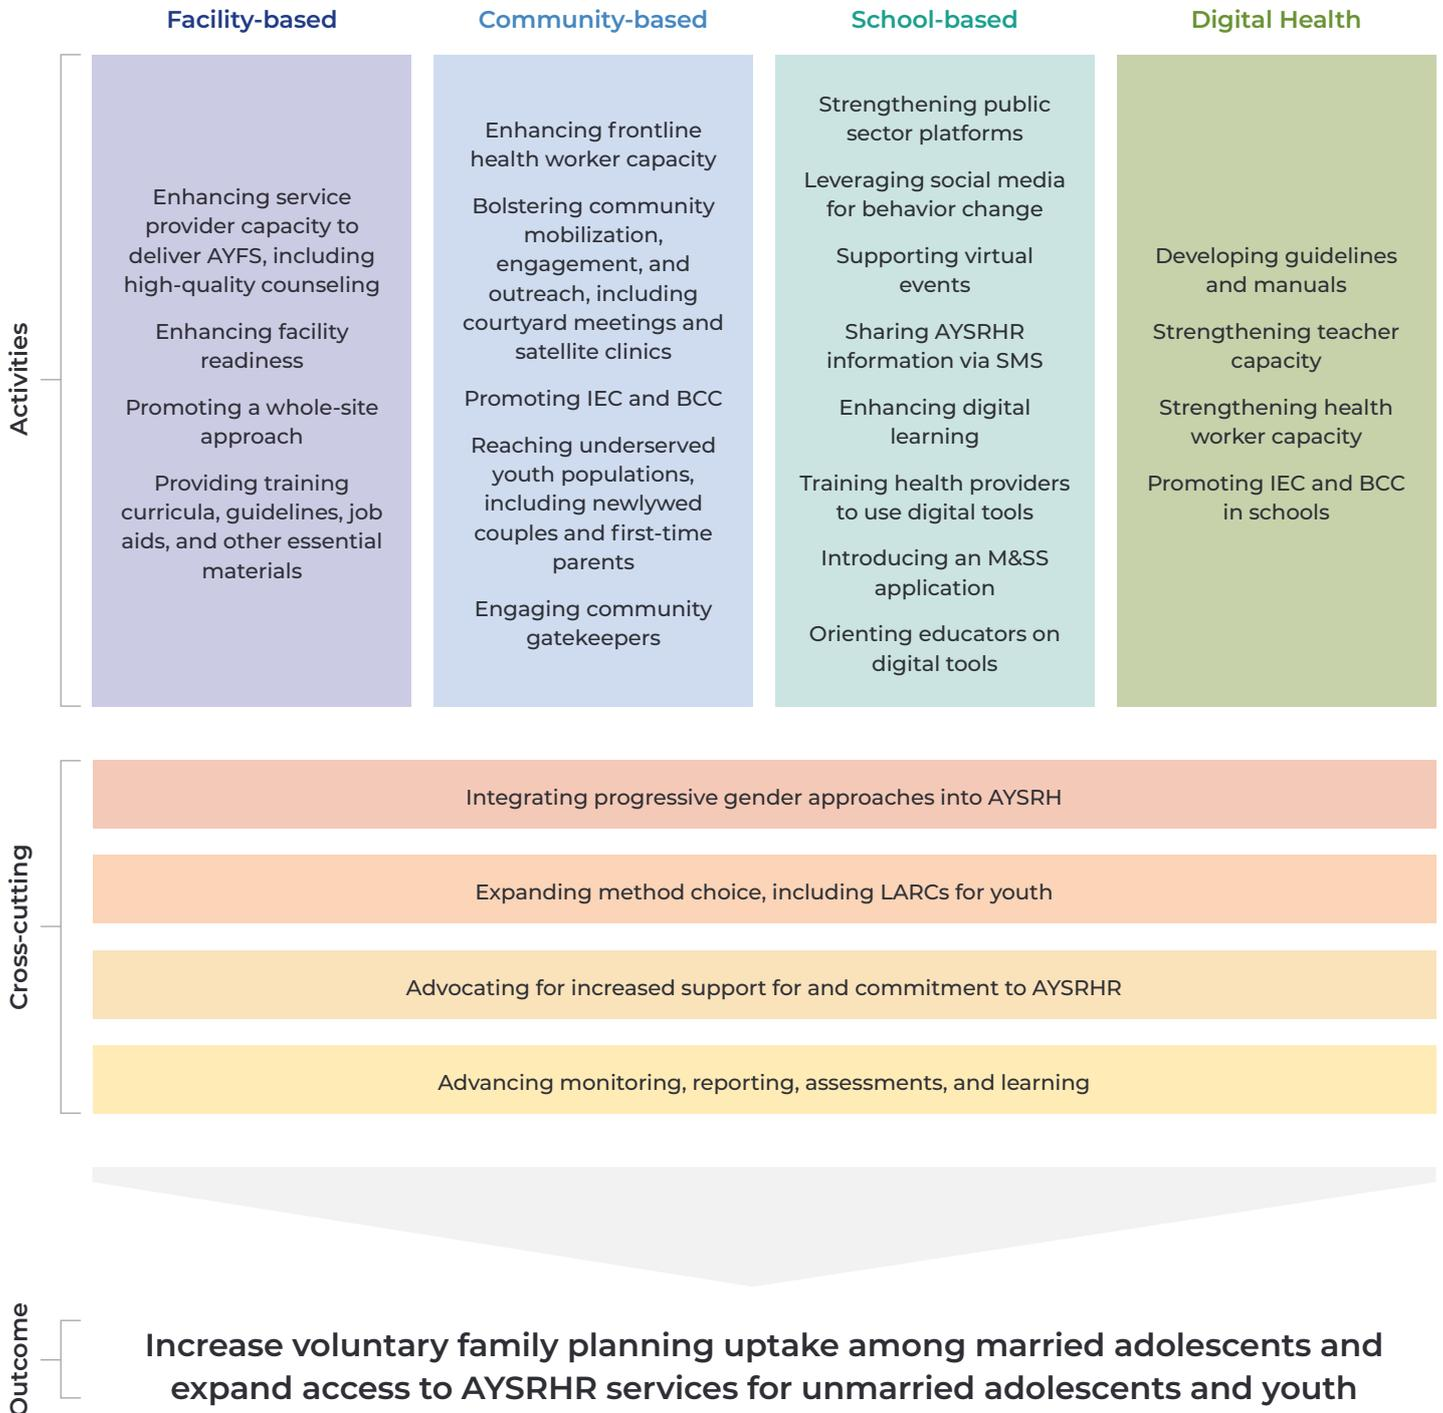 Facility-based
Community-based
School-based
Digital Health
Activities
Enhancing service
provider capacity to
deliver AYFS, including
high-quality counseling
Enhancing facility
readiness
Promoting a whole-site
approach
Providing training
curricula, guidelines, job
aids, and other essential
materials
Enhancing frontline
health worker capacity
Bolstering community
mobilization,
engagement, and
outreach, including
courtyard meetings and
satellite clinics
Promoting IEC and BCC
Reaching underserved
youth populations,
including newlywed
couples and first-time
parents
Engaging community
gatekeepers
Strengthening public
sector platforms
Leveraging social media
for behavior change
Supporting virtual
events
Sharing AYSRHR
information via SMS
Enhancing digital
learning
Training health providers
to use digital tools
Introducing an M&SS
application
Orienting educators on
digital tools
Developing guidelines
and manuals
Strengthening teacher
capacity
Strengthening health
worker capacity
Promoting IEC and BCC
in schools
Cross-cutting
Integrating progressive gender approaches into AYSRH
Expanding method choice, including LARCs for youth
Advocating for increased support for and commitment to AYSRHR
Advancing monitoring, reporting, assessments, and learning
Outcome
Increase voluntary family planning uptake among married adolescents and
expand access to AYSRHR services for unmarried adolescents and youth